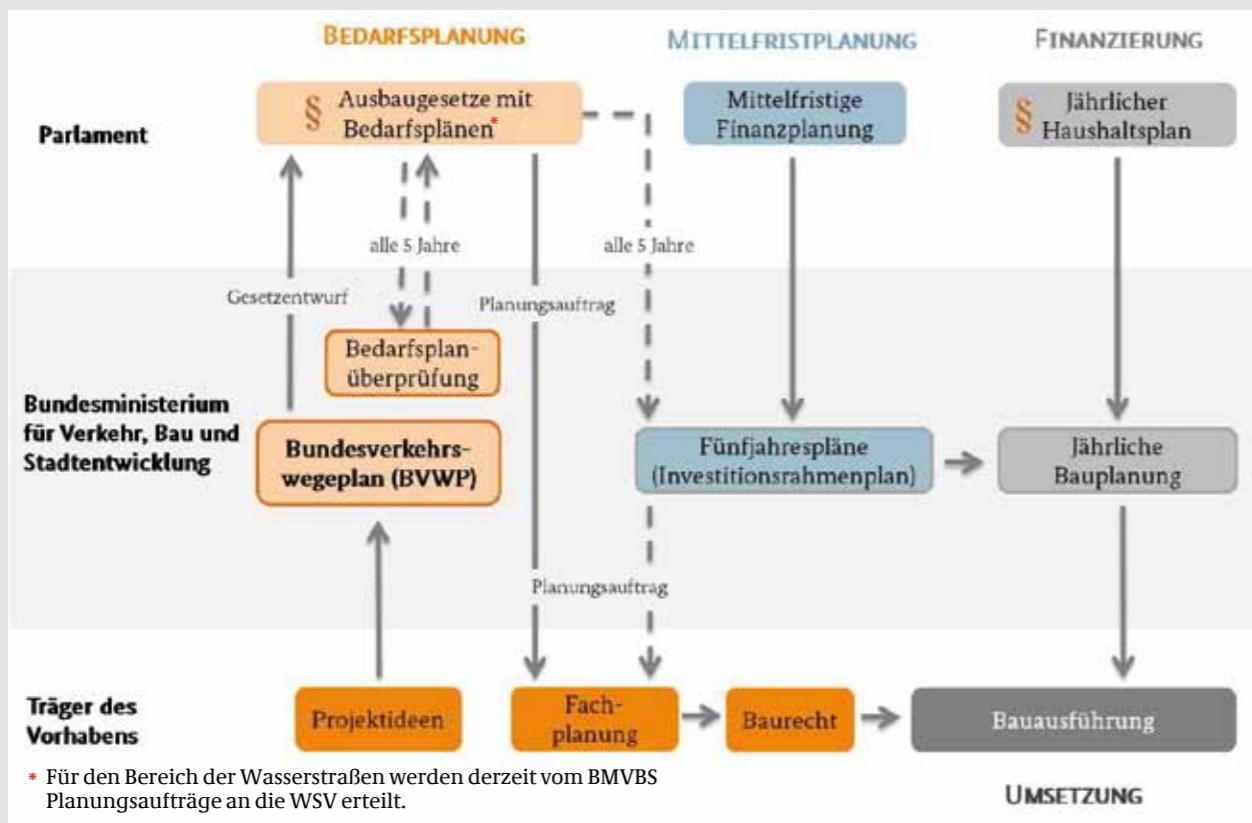 BEDARFSPLANUNG
MITTELFRISTPLANUNG
FINANZIERUNG
Parlament
§ Ausbaugesetze mit
Bedarfsplänen*
Mittelfristige
Finanzplanung
§ Jährlicher
Haushaltsplan
alle 5 Jahre
alle 5 Jahre
Gesetzentwurf
Planungsauftrag
Bedarfsplan-
überprüfung
Bundesministerium
für Verkehr, Bau und
Stadtentwicklung
Bundesverkehrs-
wegeplan (BVWP)
Fünfjahrespläne
(Investitionsrahmenplan)
Jährliche
Bauplanung
Planungsauftrag
Träger des
Vorhabens
Projektideen
Fach-
planung
Baurecht
Bauausführung
* Für den Bereich der Wasserstraßen werden derzeit vom BMVBS
Planungsaufträge an die WSV erteilt.
UMSETZUNG